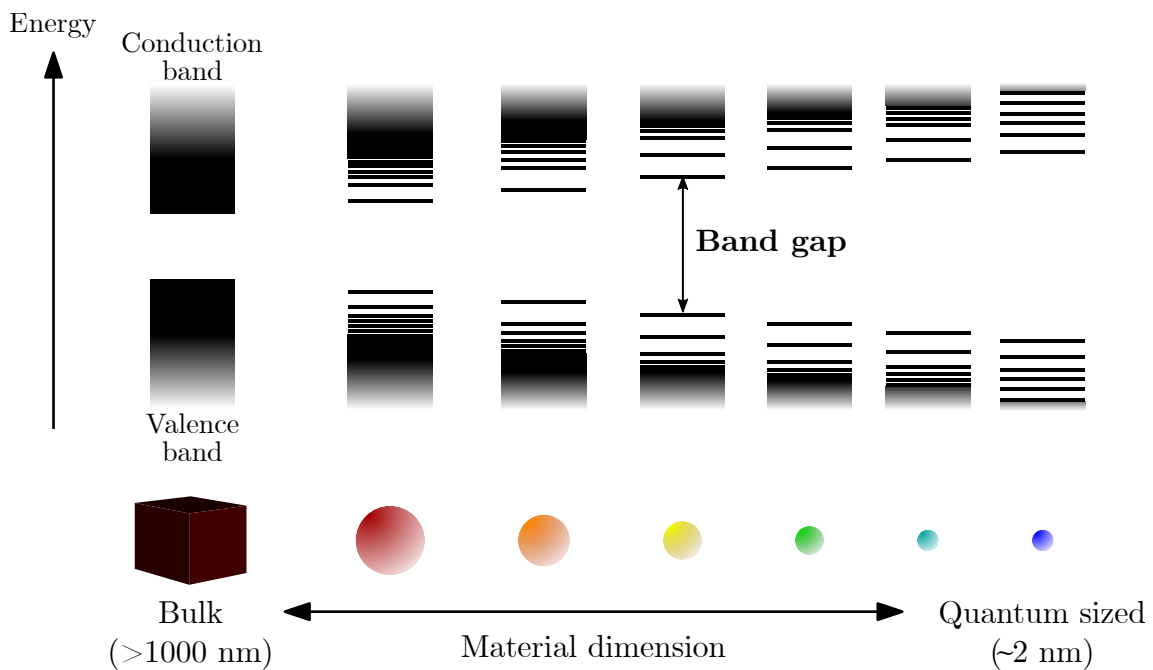 Energy
Conduction
band
Band gap
Valence
band
Bulk
(>1000 nm)
Material dimension
Quantum sized
(~2 nm)